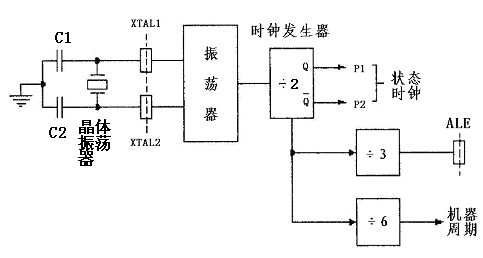 C1
XTAL1
C2
晶体
振荡
器
XTAL2
振
荡
器
时钟发生器
÷2
Q
P1
Q̅
P2
状态
时钟
÷3
ALE
÷6
机器
周期